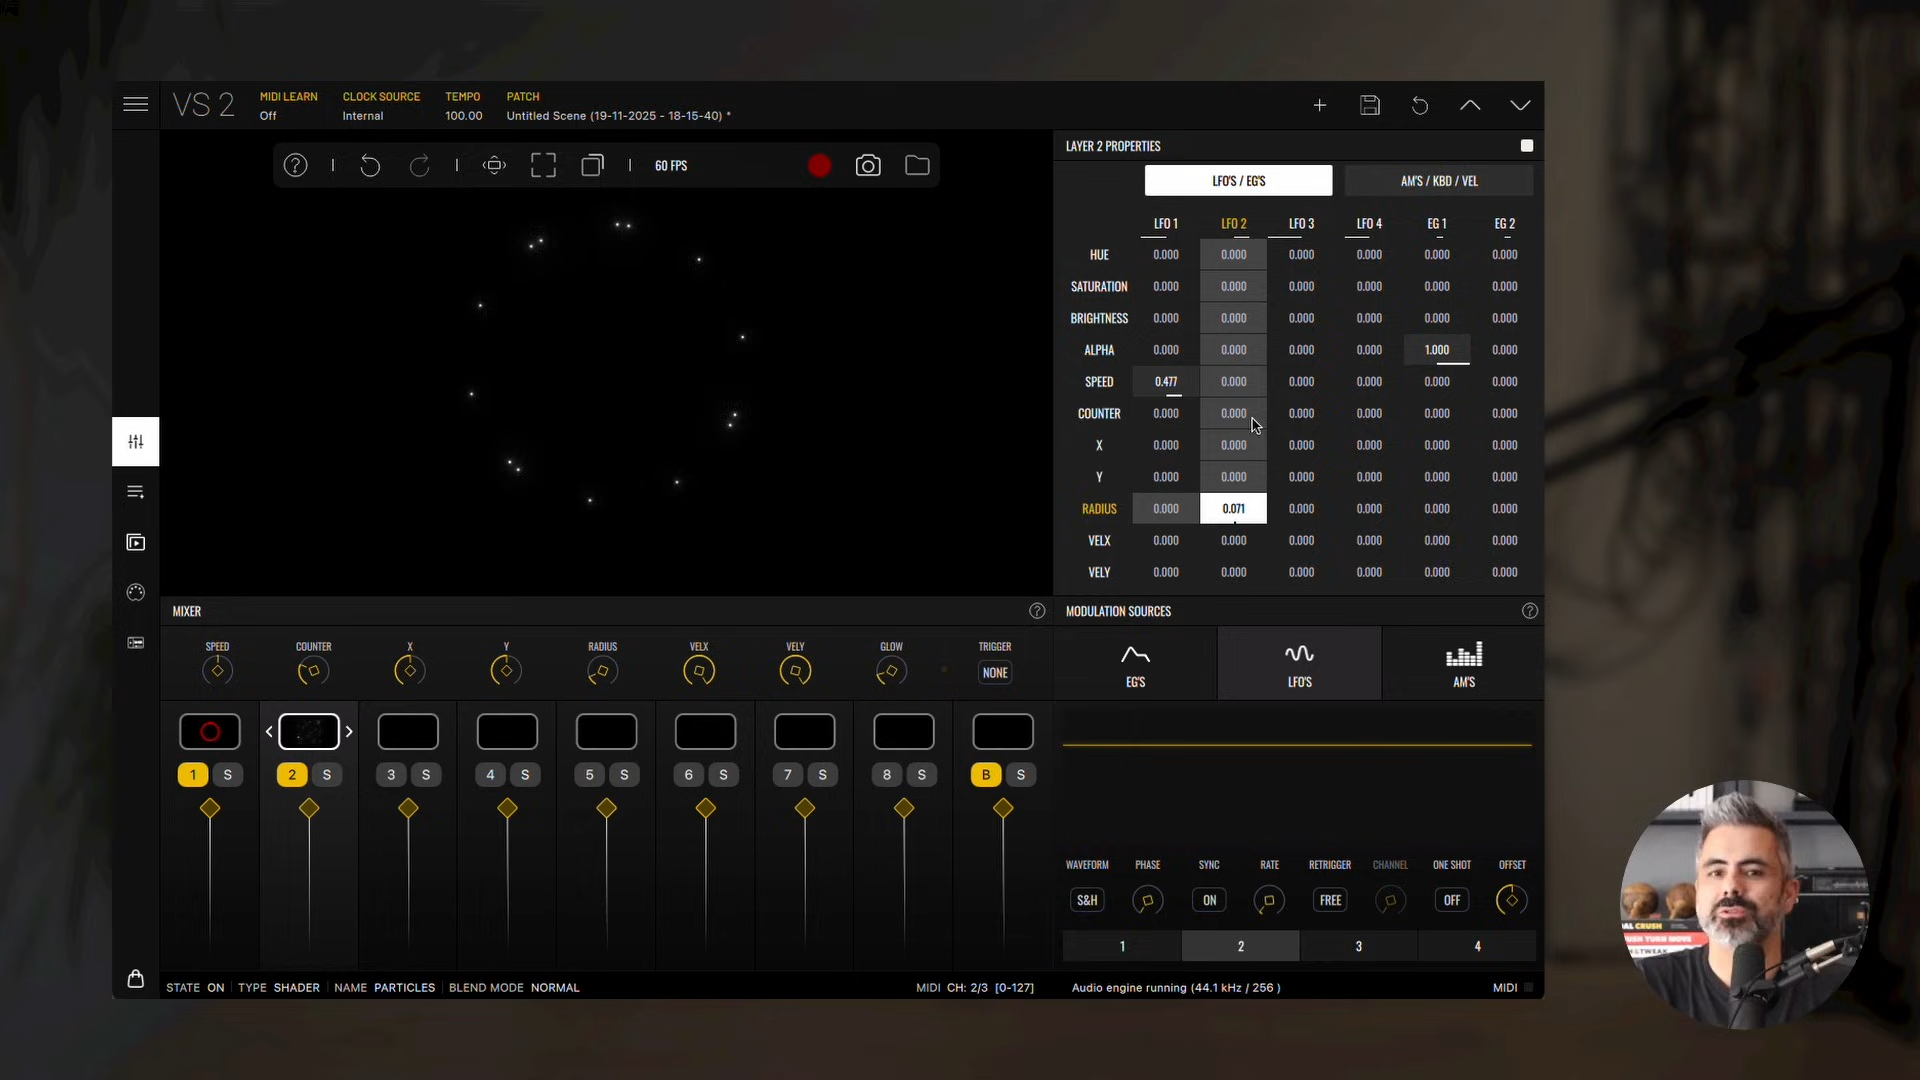 VS 2
MIDI LEARN CLOCK SOURCE TEMPO PATCH
Off Internal 100.00 Untitled Scene (19-11-2025 - 18-15-40) *
60 FPS
LAYER 2 PROPERTIES
LFO'S / EG'S AM'S / KBD / VEL
LFO 1 LFO 2 LFO 3 LFO 4 EG 1 EG 2
HUE 0.000 0.000 0.000 0.000 0.000 0.000
SATURATION 0.000 0.000 0.000 0.000 0.000 0.000
BRIGHTNESS 0.000 0.000 0.000 0.000 0.000 0.000
ALPHA 0.000 0.000 0.000 0.000 1.000 0.000
SPEED 0.477 0.000 0.000 0.000 0.000 0.000
COUNTER 0.000 0.000 0.000 0.000 0.000 0.000
X 0.000 0.000 0.000 0.000 0.000 0.000
Y 0.000 0.000 0.000 0.000 0.000 0.000
RADIUS 0.000 0.071 0.000 0.000 0.000 0.000
VELX 0.000 0.000 0.000 0.000 0.000 0.000
VELY 0.000 0.000 0.000 0.000 0.000 0.000
MIXER
SPEED COUNTER X Y RADIUS VELX VELY GLOW TRIGGER
NONE
1 S 2 S 3 S 4 S 5 S 6 S 7 S 8 S B S
MODULATION SOURCES
EG'S LFO'S AM'S
WAVEFORM PHASE SYNC RATE RETRIGGER CHANNEL ONE SHOT OFFSET
S&H ON FREE OFF
1 2 3 4
STATE ON TYPE SHADER NAME PARTICLES BLEND MODE NORMAL MIDI CH: 2/3 [0-127]
Audio engine running (44.1 kHz / 256 ) MIDI
AL CRUSH
USH TURN MOVE
& TWEAK